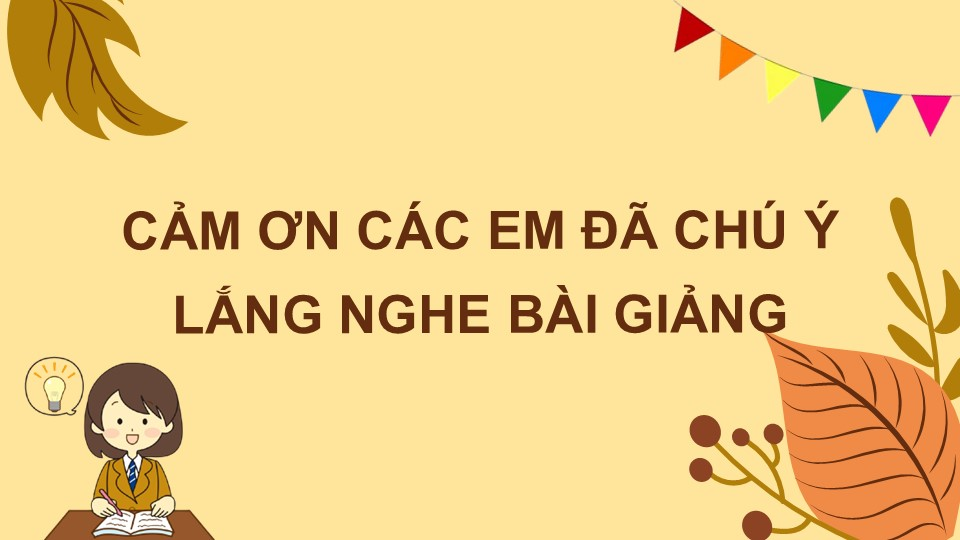 CẢM ƠN CÁC EM ĐÃ CHÚ Ý
LẮNG NGHE BÀI GIẢNG